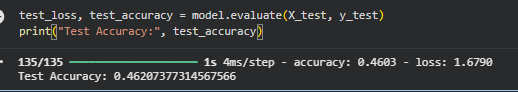 test_loss, test_accuracy = model.evaluate(X_test, y_test)
print("Test Accuracy:", test_accuracy)
135/135 ━━━━━━━━━━━━━━━━━━━━ 1s 4ms/step - accuracy: 0.4603 - loss: 1.6790
Test Accuracy: 0.46207377314567566